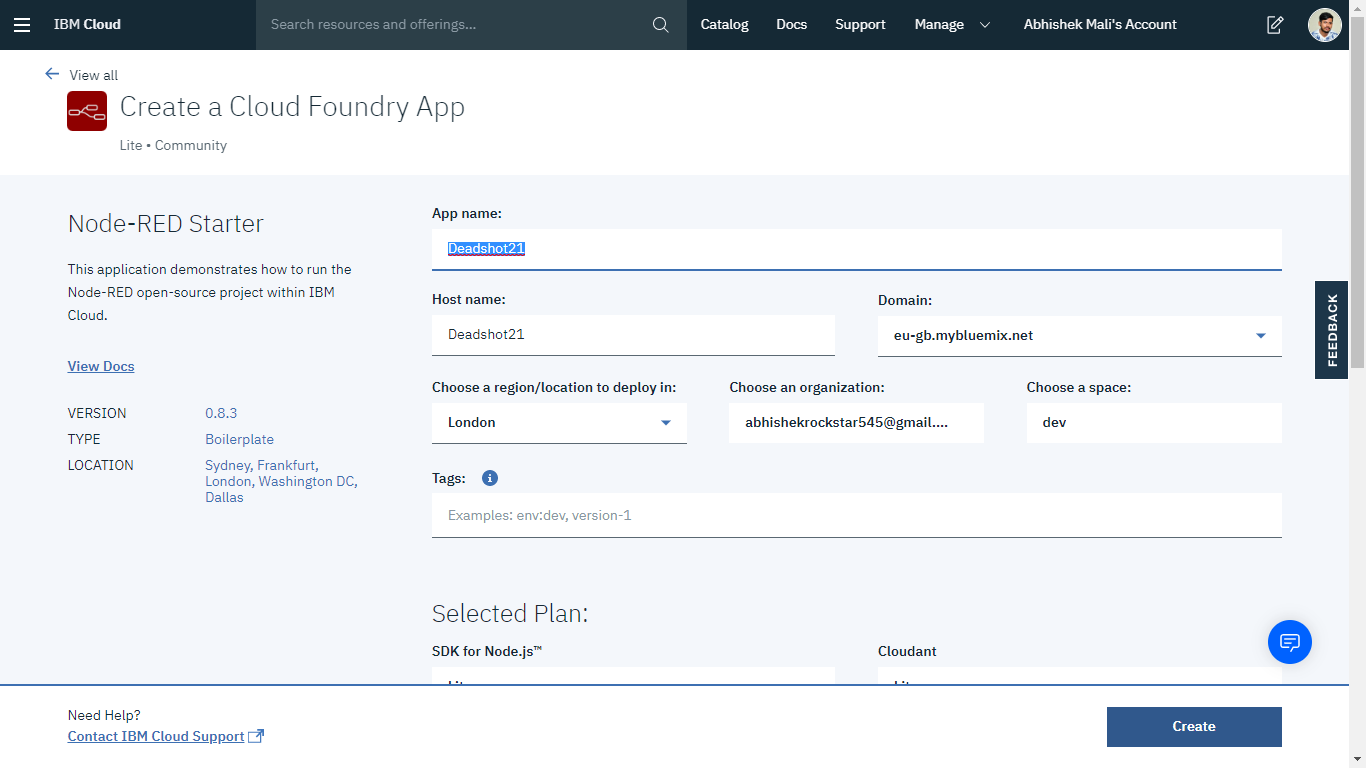 IBM Cloud
Search resources and offerings...
Catalog
Docs
Support
Manage
Abhishek Mali's Account
View all
Create a Cloud Foundry App
Lite • Community
Node-RED Starter
This application demonstrates how to run the
Node-RED open-source project within IBM
Cloud.
View Docs
VERSION 0.8.3
TYPE Boilerplate
LOCATION Sydney, Frankfurt,
London, Washington DC,
Dallas
App name:
Deadshot21
Host name:
Deadshot21
Domain:
eu-gb.mybluemix.net
Choose a region/location to deploy in:
London
Choose an organization:
abhishekrockstar545@gmail....
Choose a space:
dev
Tags:
Examples: env:dev, version-1
Selected Plan:
SDK for Node.js™
Cloudant
FEEDBACK
Need Help?
Contact IBM Cloud Support
Create